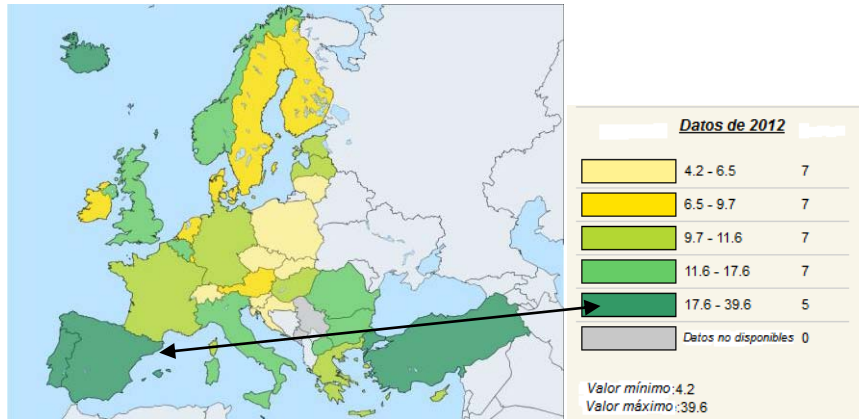 Datos de 2012
4.2 - 6.5 7
6.5 - 9.7 7
9.7 - 11.6 7
11.6 - 17.6 7
17.6 - 39.6 5
Datos no disponibles 0
Valor mínimo:4.2
Valor máximo:39.6